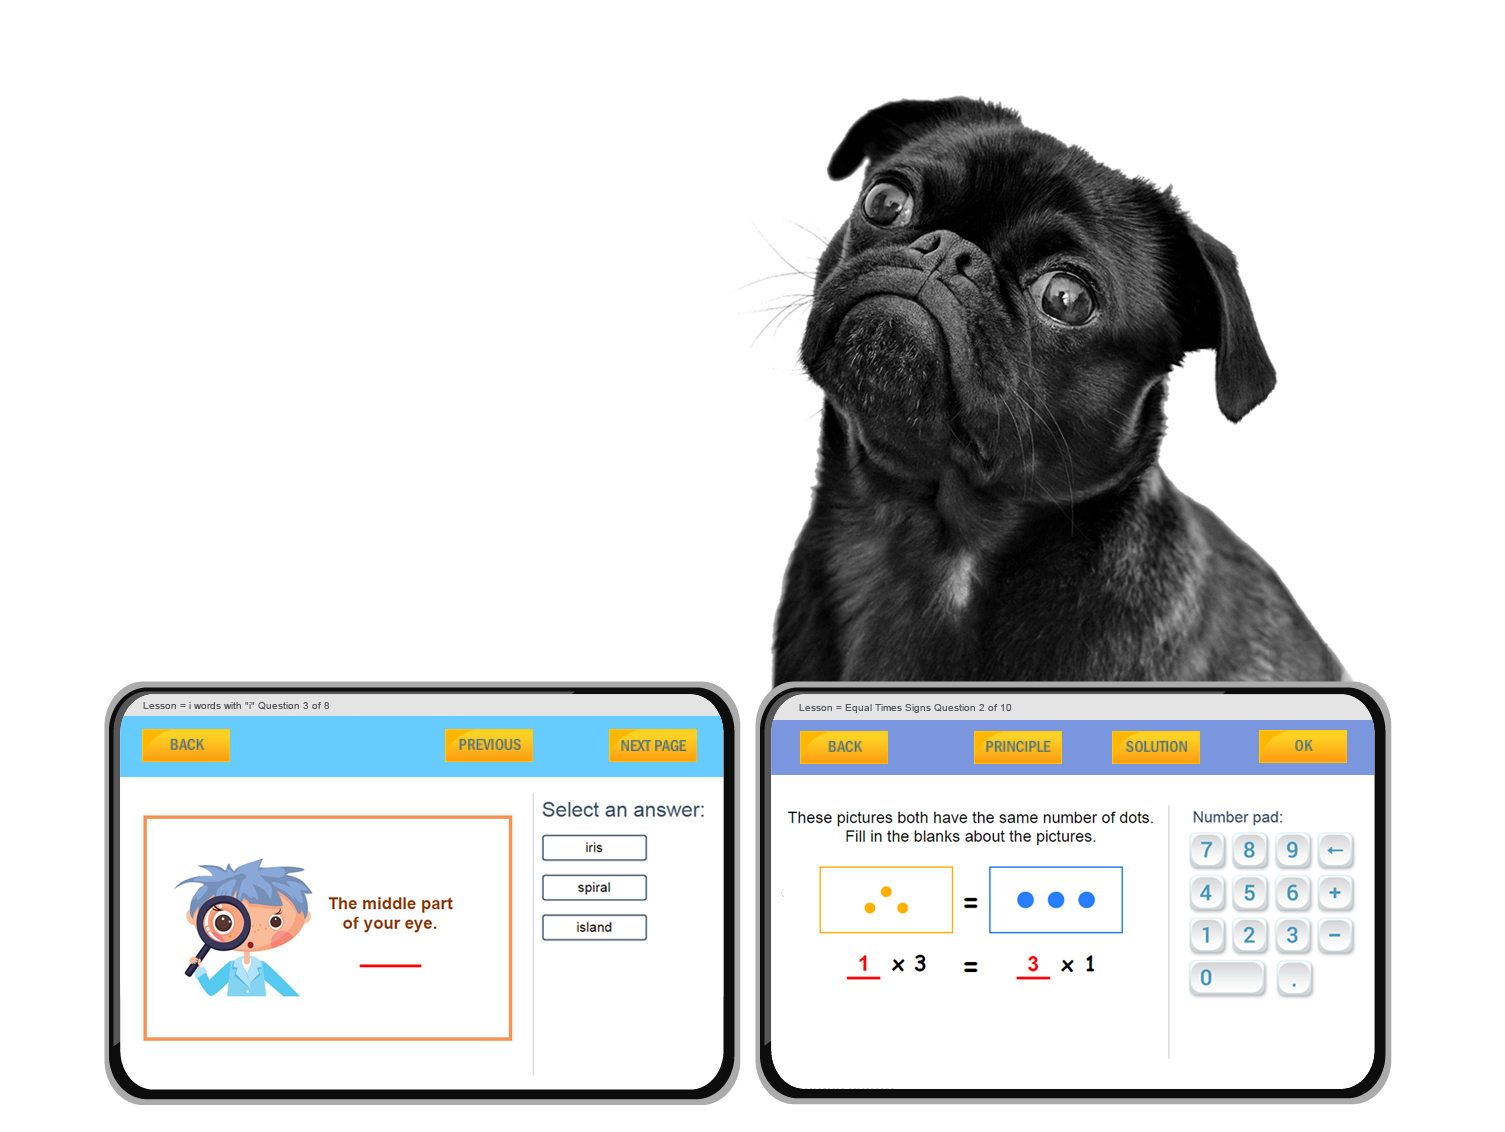 Lesson = i words with "i" Question 3 of 8
BACK
PREVIOUS
NEXT PAGE
The middle part
of your eye.
Select an answer:
iris
spiral
island
Lesson = Equal Times Signs Question 2 of 10
BACK
PRINCIPLE
SOLUTION
OK
These pictures both have the same number of dots.
Fill in the blanks about the pictures.
=
1 × 3 = 3 × 1
Number pad:
7 8 9 ←
4 5 6 +
1 2 3 −
0 .